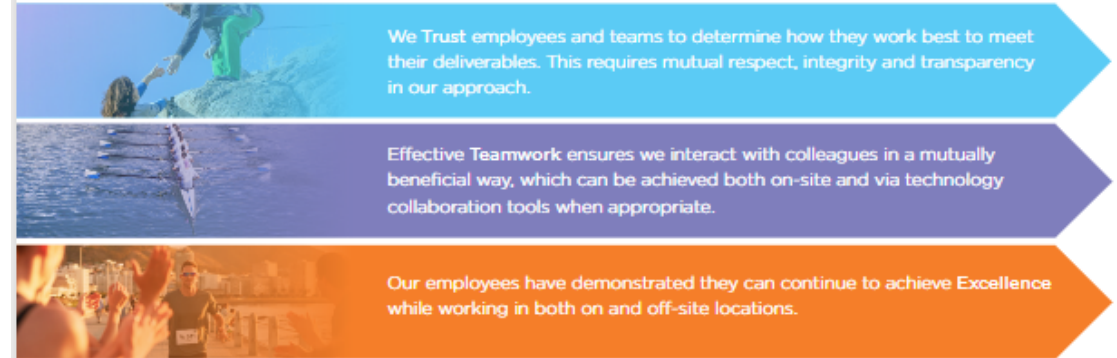 We Trust employees and teams to determine how they work best to meet
their deliverables. This requires mutual respect, integrity and transparency
in our approach.
Effective Teamwork ensures we interact with colleagues in a mutually
beneficial way, which can be achieved both on-site and via technology
collaboration tools when appropriate.
Our employees have demonstrated they can continue to achieve Excellence
while working in both on and off-site locations.